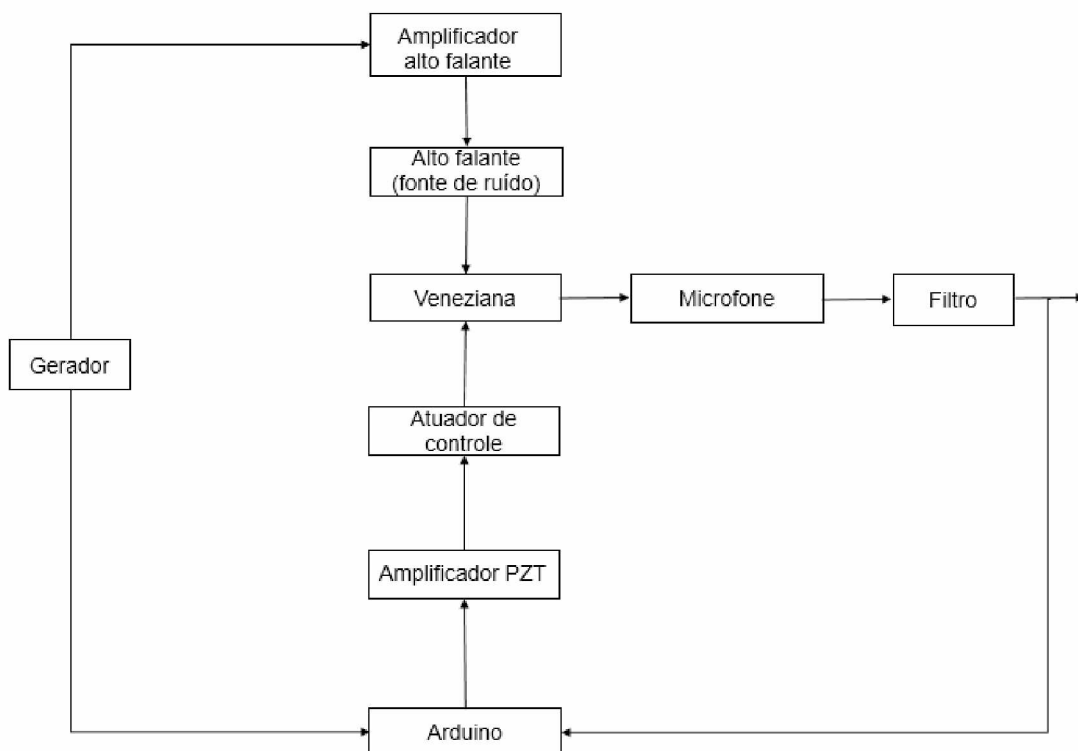 Amplificador
alto falante
Alto falante
(fonte de ruído)
Veneziana
Microfone
Filtro
Gerador
Atuador de
controle
Amplificador PZT
Arduino